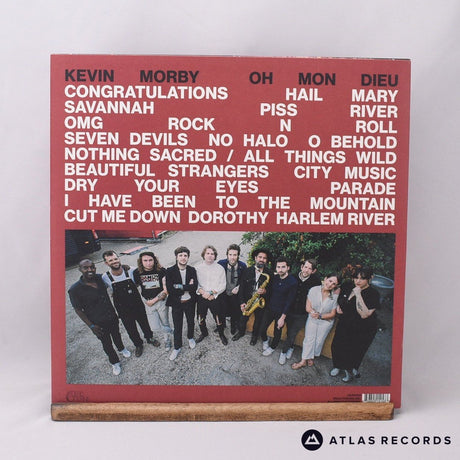 KEVIN MORBY OH MON DIEU
CONGRATULATIONS HAIL MARY
SAVANNAH PISS RIVER
OMG ROCK N ROLL
SEVEN DEVILS NO HALO O BEHOLD
NOTHING SACRED / ALL THINGS WILD
BEAUTIFUL STRANGERS CITY MUSIC
DRY YOUR EYES PARADE
I HAVE BEEN TO THE MOUNTAIN
CUT ME DOWN DOROTHY HARLEM RIVER
ATLAS RECORDS